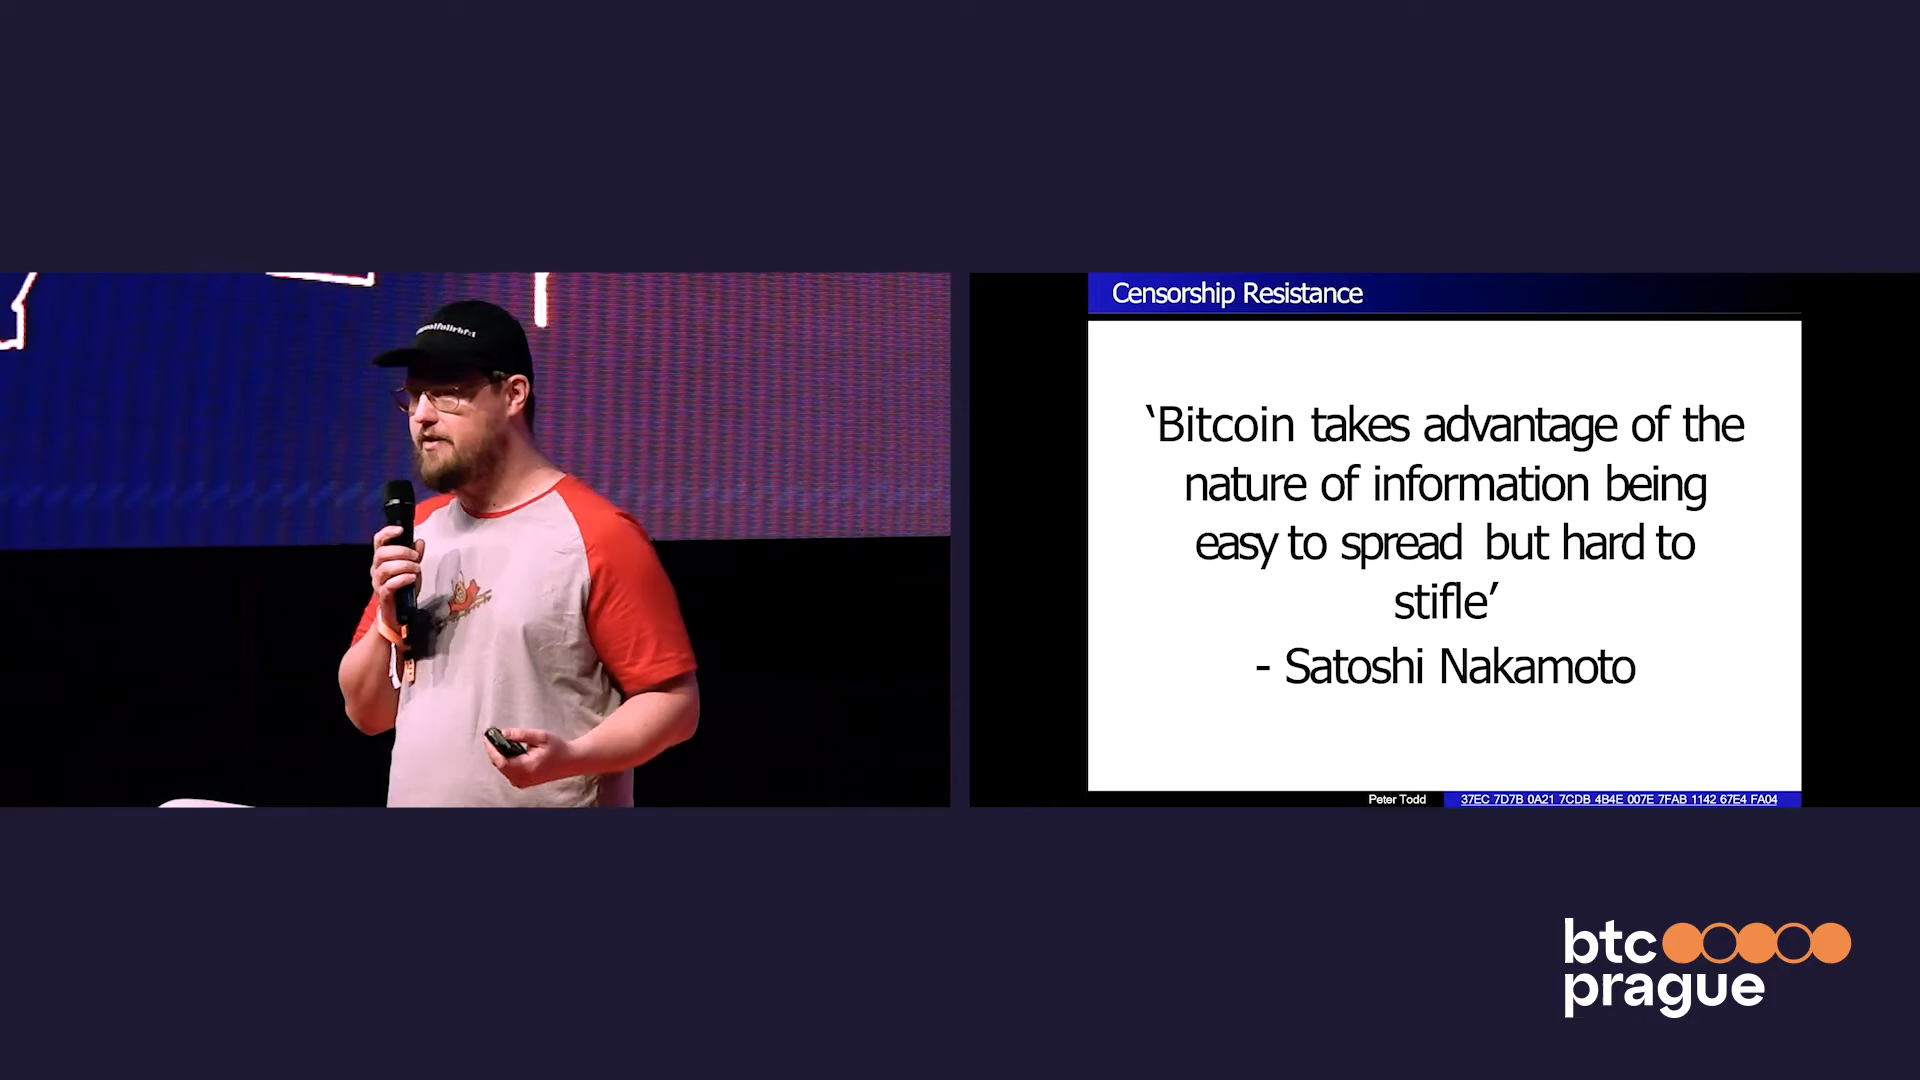 Censorship Resistance
‘Bitcoin takes advantage of the
nature of information being
easy to spread but hard to
stifle’
- Satoshi Nakamoto
Peter Todd
37EC 7D7B 0A21 7CDB 4B4E 007E 7FAB 1142 67E4 FA04
btc
prague